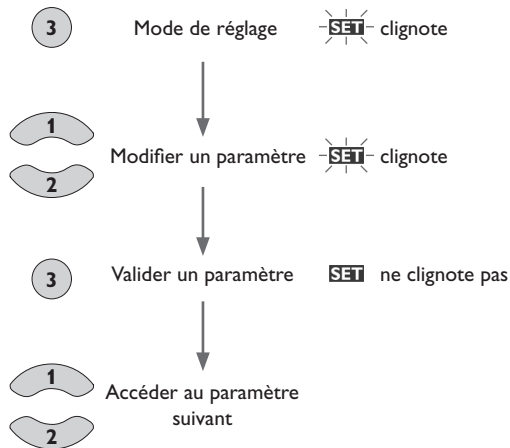 3 Mode de réglage SET clignote
1
Modifier un paramètre SET clignote
2
3 Valider un paramètre SET ne clignote pas
1
Accéder au paramètre
suivant
2